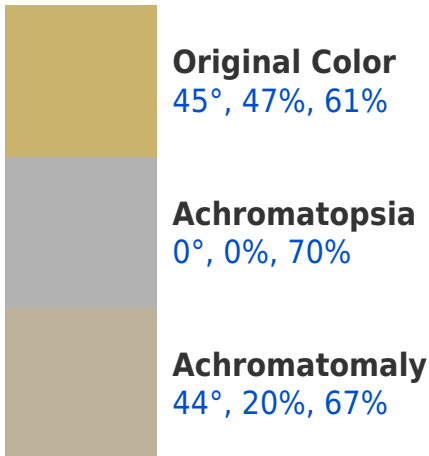 Original Color
45°, 47%, 61%
Achromatopsia
0°, 0%, 70%
Achromatomaly
44°, 20%, 67%